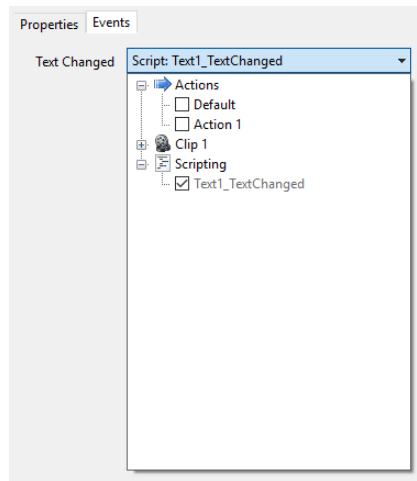 Properties Events
Text Changed Script: Text1_TextChanged
Actions
Default
Action 1
Clip 1
Scripting
Text1_TextChanged